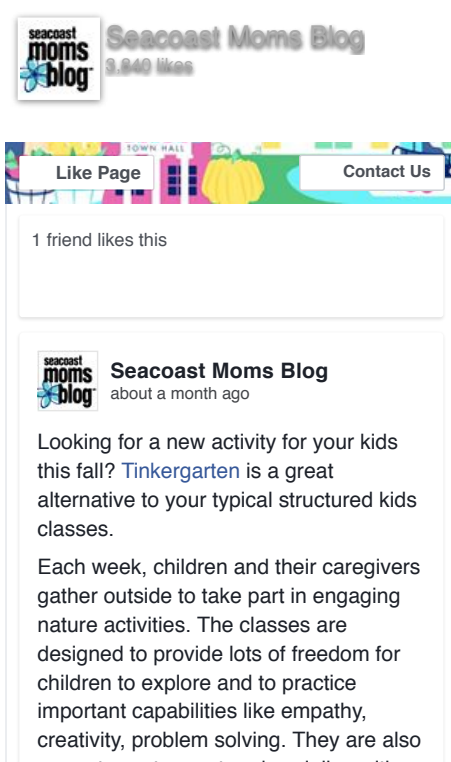 seacoast
moms
blog
Seacoast Moms Blog
3,840 likes
TOWN HALL
Like Page
Contact Us
1 friend likes this
seacoast
moms
blog
Seacoast Moms Blog
about a month ago
Looking for a new activity for your kids
this fall? Tinkergarten is a great
alternative to your typical structured kids
classes.
Each week, children and their caregivers
gather outside to take part in engaging
nature activities. The classes are
designed to provide lots of freedom for
children to explore and to practice
important capabilities like empathy,
creativity, problem solving. They are also